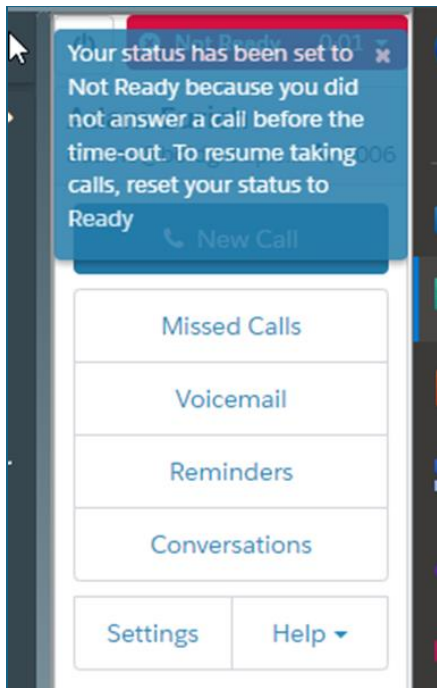 Not Ready 0:01
Your status has been set to
Not Ready because you did
not answer a call before the
time-out. To resume taking
calls, reset your status to
Ready
New Call
Missed Calls
Voicemail
Reminders
Conversations
Settings
Help